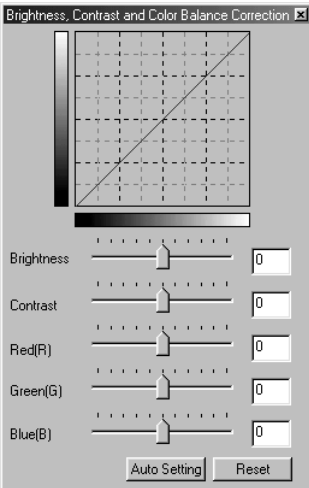 Brightness, Contrast and Color Balance Correction
Brightness 0
Contrast 0
Red(R) 0
Green(G) 0
Blue(B) 0
Auto Setting Reset